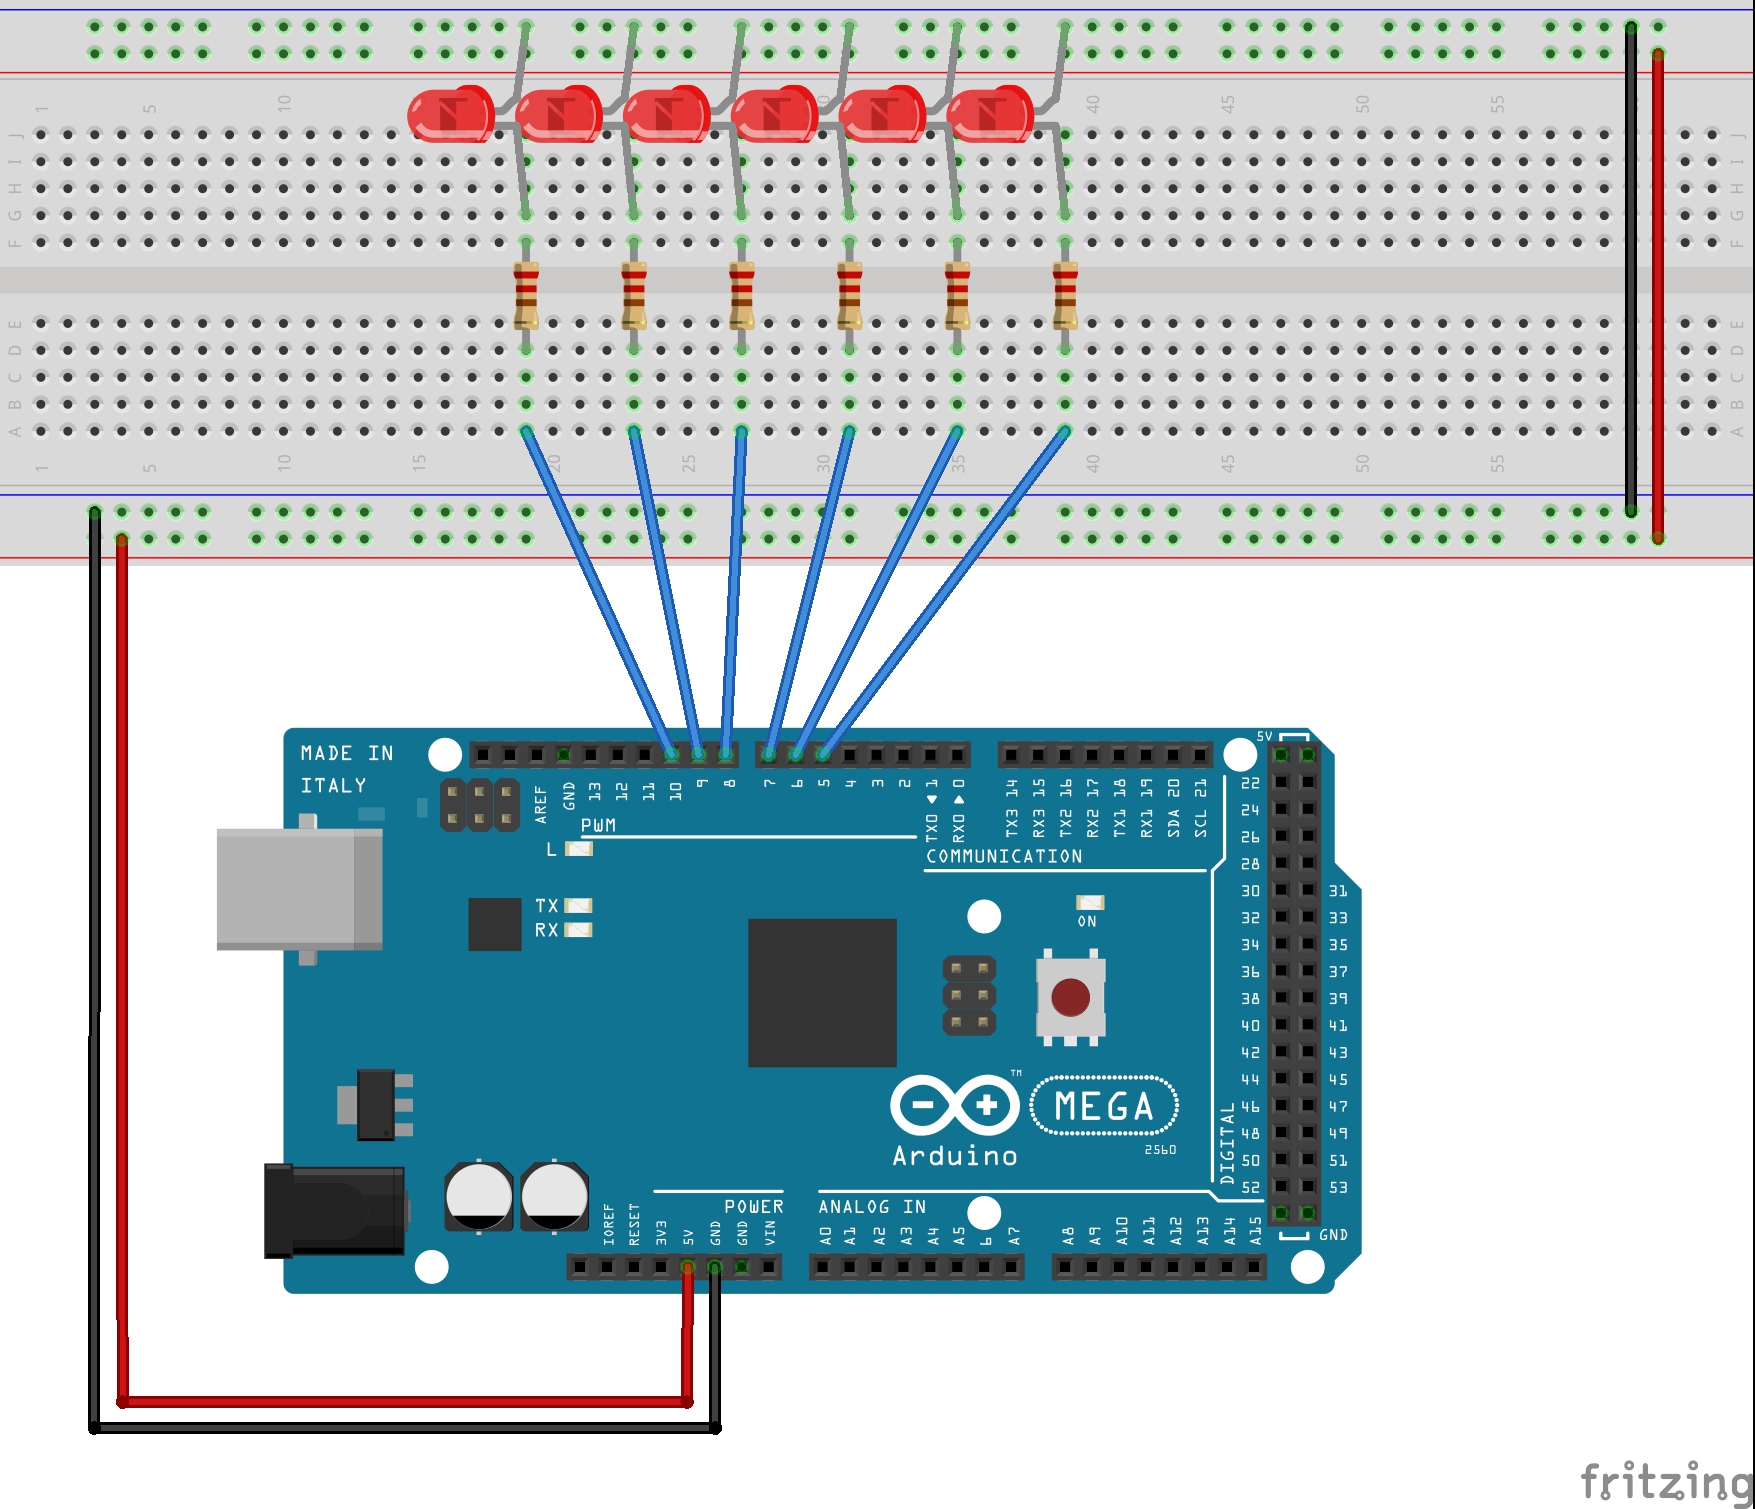 1 5 10 40 45 50 55
J J
I I
H H
G G
F F
E E
D D
C C
B B
A A
1 5 10 15 20 25 30 35 40 45 50 55
MADE IN
ITALY
AREF GND 13 12 11 10 9 8 7 6 5 4 3 2 TX0 1 RX0 0 TX3 14 RX3 15 TX2 16 RX2 17 TX1 18 RX1 19 SDA 20 SCL 21
5V
PWM
COMMUNICATION
L
TX
RX
ON
22
24
26
28
30 31
32 33
34 35
36 37
38 39
40 41
42 43
44 45
46 47
48 49
50 51
52 53
GND
DIGITAL
TM
MEGA
Arduino
2560
POWER
ANALOG IN
IOREF RESET 3V3 5V GND GND VIN A0 A1 A2 A3 A4 A5 6 A7 A8 A9 A10 A11 A12 A13 A14 A15
fritzing